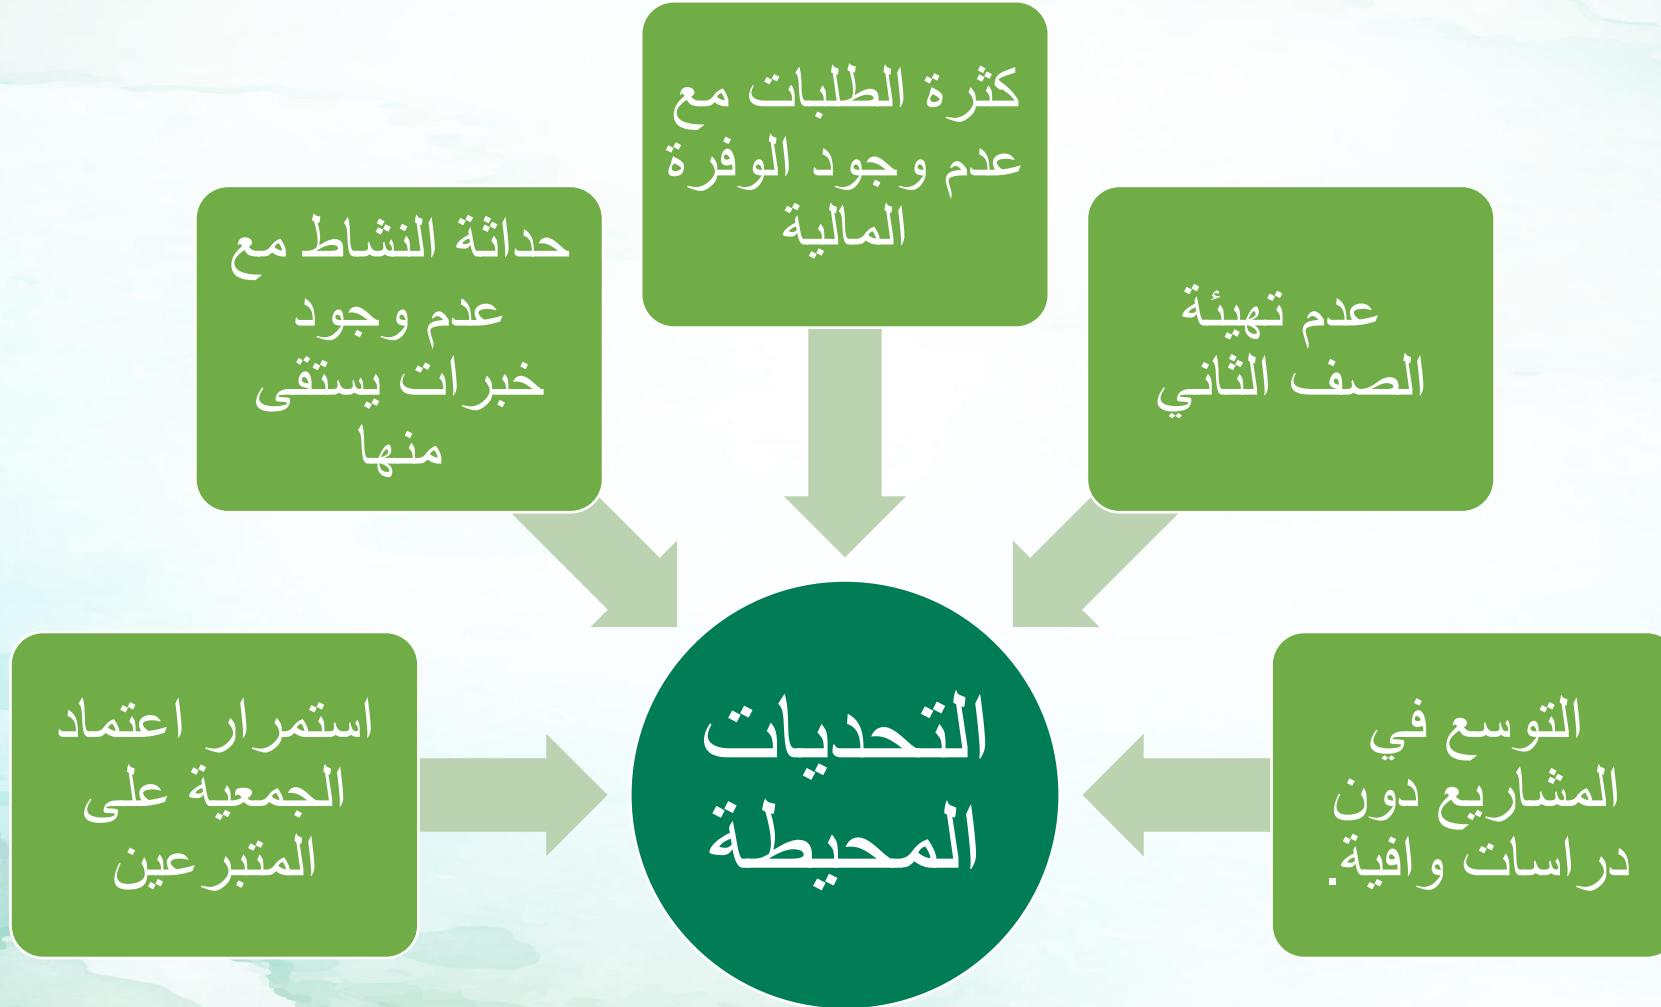 كثرة الطلبات مع
عدم وجود الوفرة
المالية
عدم تهيئة
الصف الثاني
حداثة النشاط مع
عدم وجود
خبرات يستقى
منها
التوسع في
المشاريع دون
دراسات وافية.
التحديات
المحيطة
استمرار اعتماد
الجمعية على
المتبرعين